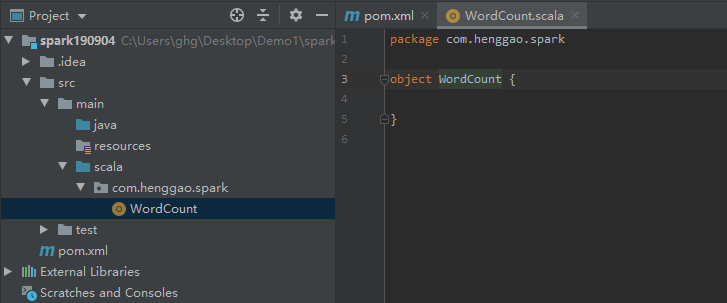 Project
spark190904 C:\Users\ghg\Desktop\Demo1\spark
.idea
src
main
java
resources
scala
com.henggao.spark
WordCount
test
pom.xml
External Libraries
Scratches and Consoles
pom.xml
WordCount.scala
1 package com.henggao.spark
2
3 object WordCount {
4
5 }
6